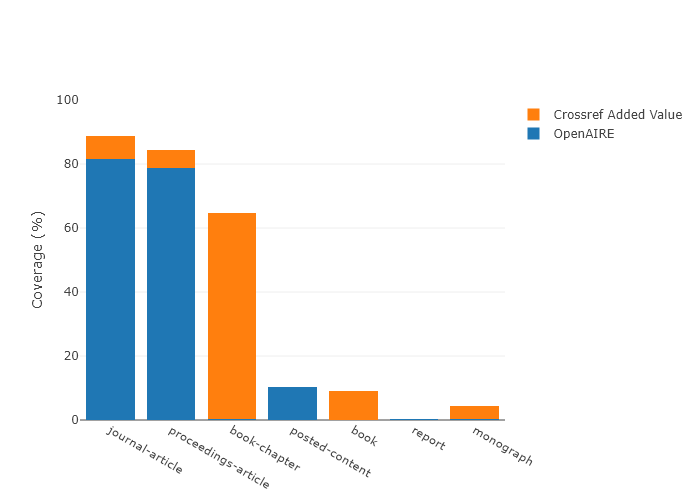 100
80
60
40
20
0
Coverage (%)
journal-article
proceedings-article
book-chapter
posted-content
book
report
monograph
Crossref Added Value
OpenAIRE